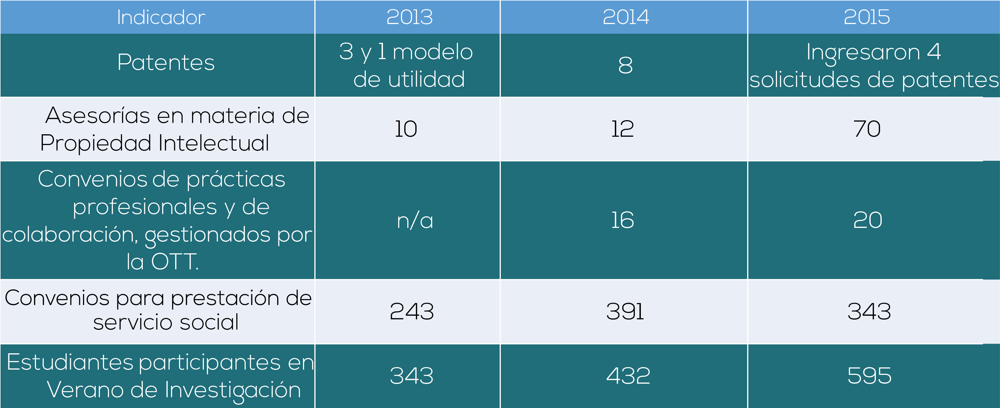 Indicador 2013 2014 2015
Patentes
3 y 1 modelo
de utilidad
8
Ingresaron 4
solicitudes de patentes
Asesorías en materia de
Propiedad Intelectual
10
12
70
Convenios de prácticas
profesionales y de
colaboración, gestionados por
la OTT.
n/a
16
20
Convenios para prestación de
servicio social
243
391
343
Estudiantes participantes en
Verano de Investigación
343
432
595